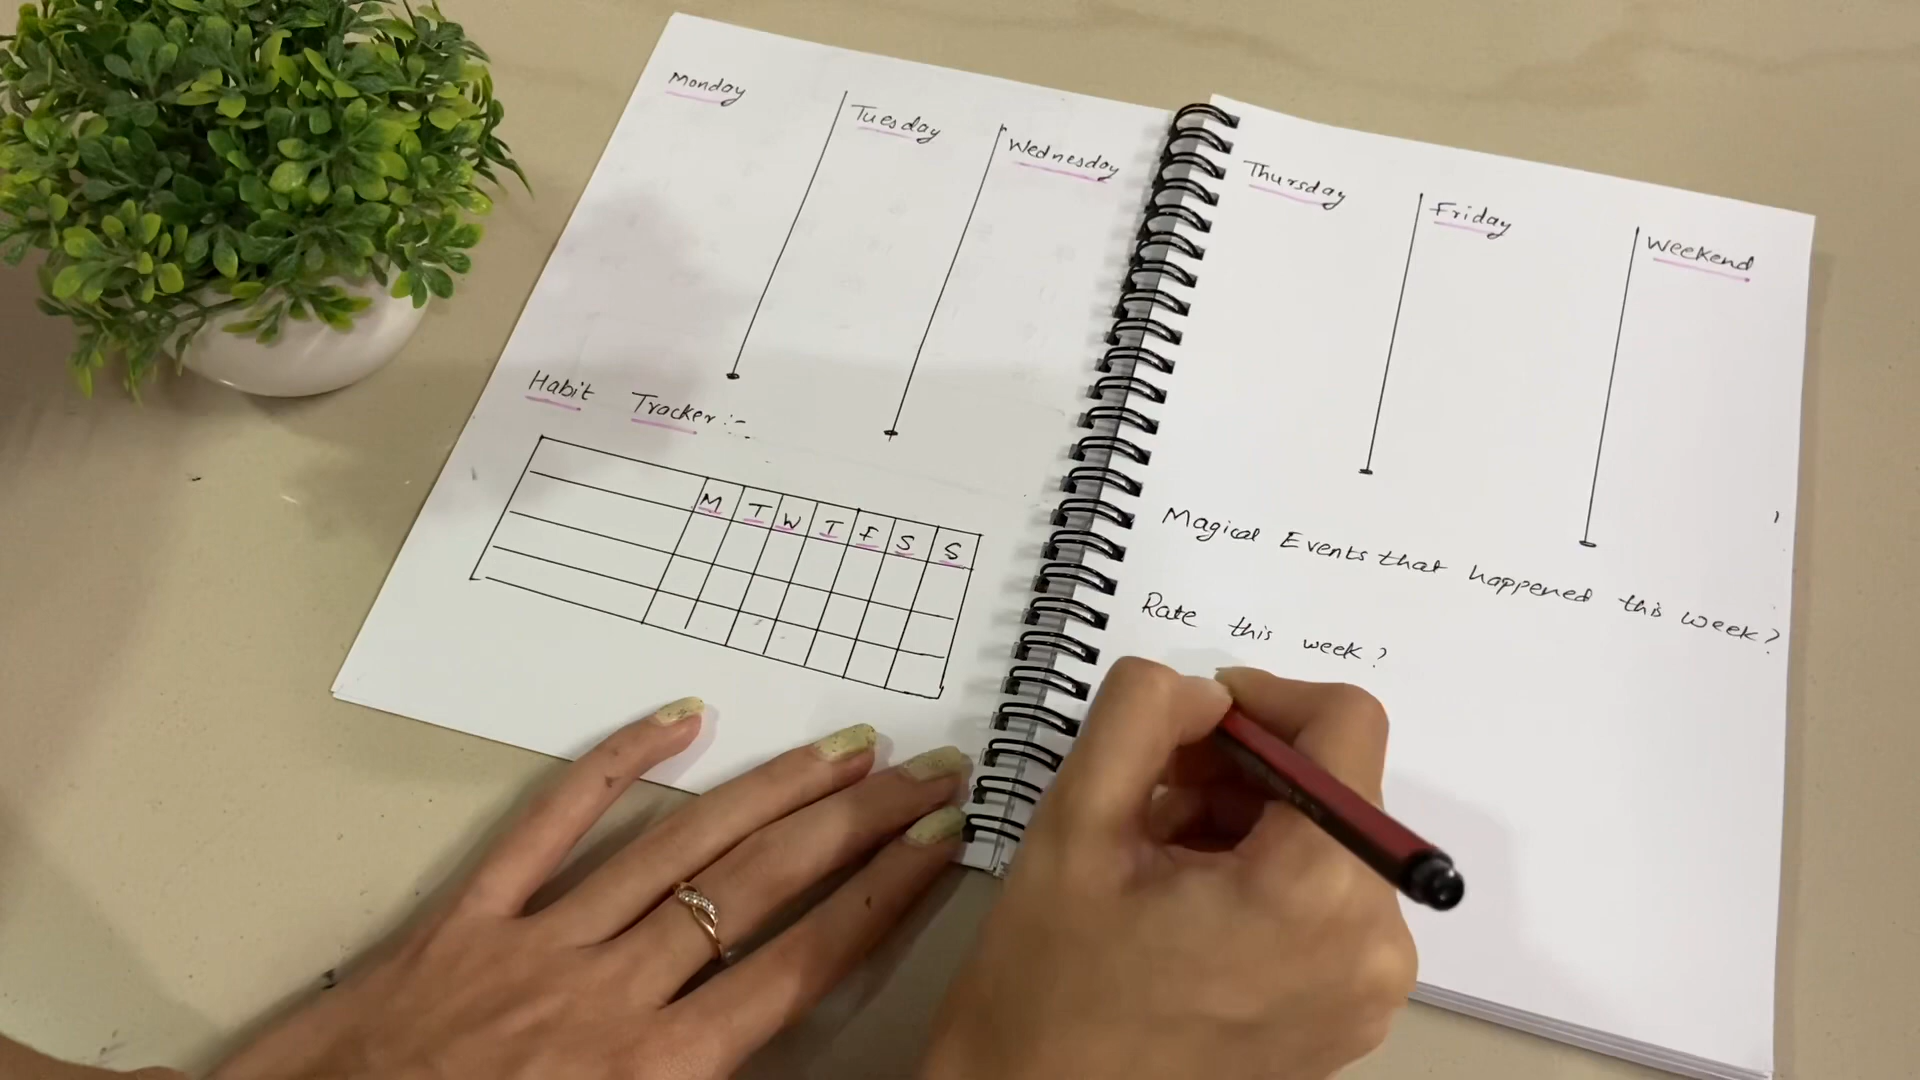 Monday
Tuesday
Wednesday
Habit Tracker :-
M T W T F S S
Thursday
Friday
Weekend
Magical Events that happened this week?
Rate this week?